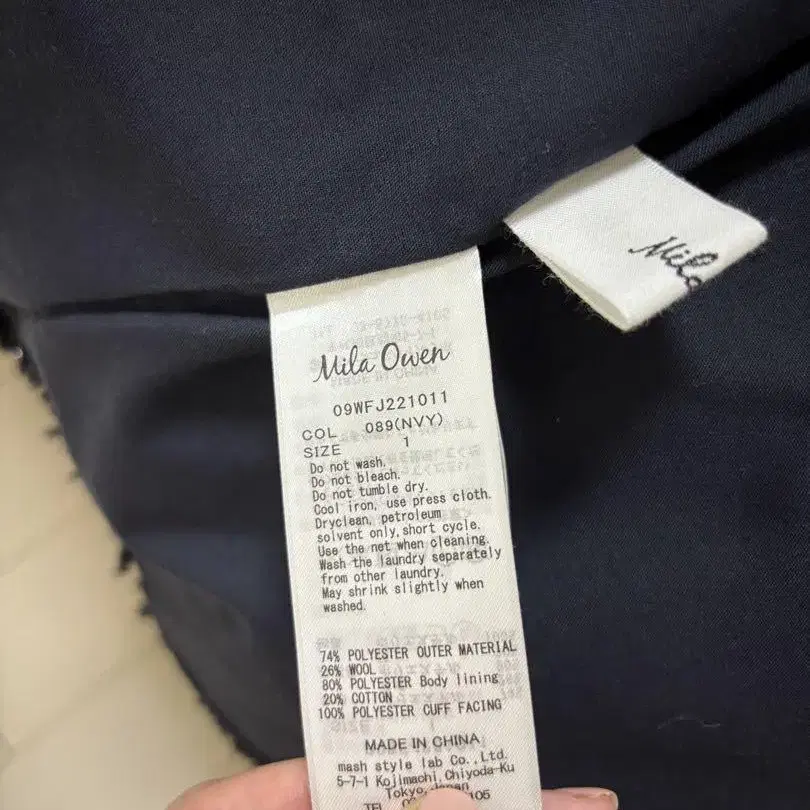 Mila Owen
09WFJ221011
COL 089(NVY)
SIZE 1
Do not wash.
Do not bleach.
Do not tumble dry.
Cool iron, use press cloth.
Dryclean, petroleum
solvent only, short cycle.
Use the net when cleaning.
Wash the laundry separately
from other laundry.
May shrink slightly when
washed.
74% POLYESTER OUTER MATERIAL
26% WOOL
80% POLYESTER Body lining
20% COTTON
100% POLYESTER CUFF FACING
MADE IN CHINA
mash style lab Co.,Ltd.
5-7-1 Kojimachi,Chiyoda-Ku
Tokyo,Japan
TEL